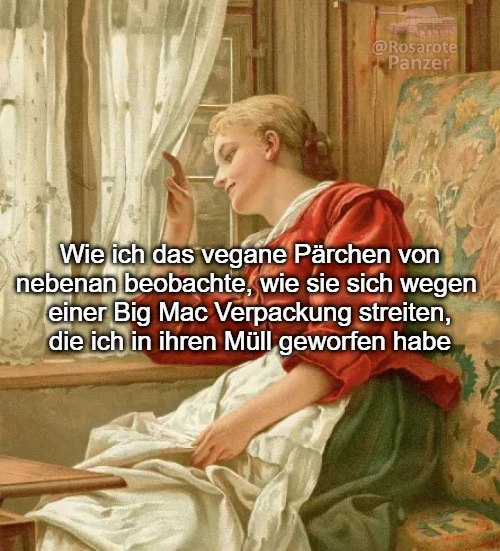 @Rosarote
Panzer
Wie ich das vegane Pärchen von
nebenan beobachte, wie sie sich wegen
einer Big Mac Verpackung streiten,
die ich in ihren Müll geworfen habe